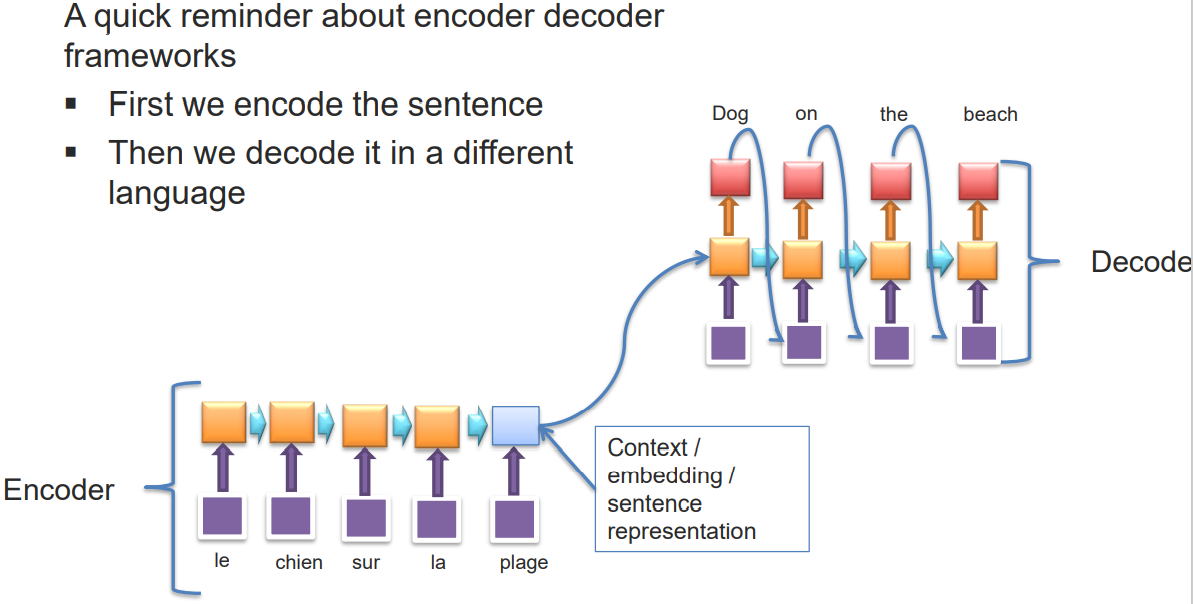 A quick reminder about encoder decoder
frameworks
▪ First we encode the sentence
▪ Then we decode it in a different
language
Dog on the beach
Decode
Context /
embedding /
sentence
representation
Encoder
le chien sur la plage